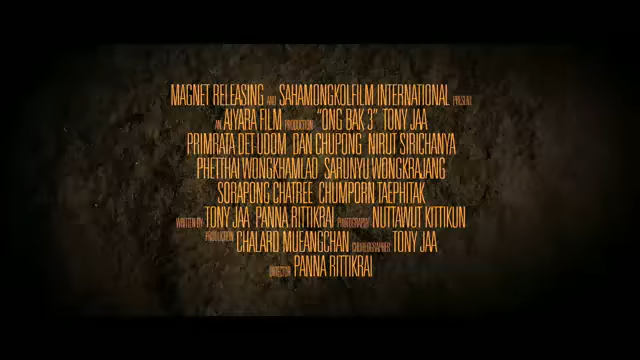 MAGNET RELEASING AND SAHAMONGKOLFILM INTERNATIONAL PRESENT
AN AIYARA FILM PRODUCTION "ONG BAK 3" TONY JAA
PRIMRATA DET-UDOM DAN CHUPONG NIRUT SIRICHANYA
PHETTHAI WONGKHAMLAO SARUNYU WONGKRAJANG
SORAPONG CHATREE CHUMPORN TAEPHITAK
WRITTEN BY TONY JAA PANNA RITTIKRAI PHOTOGRAPHY NUTTAWUT KITTIKUN
PRODUCTION CHALARD MUEANGCHAN CHOREOGRAPHER TONY JAA
DIRECTOR PANNA RITTIKRAI